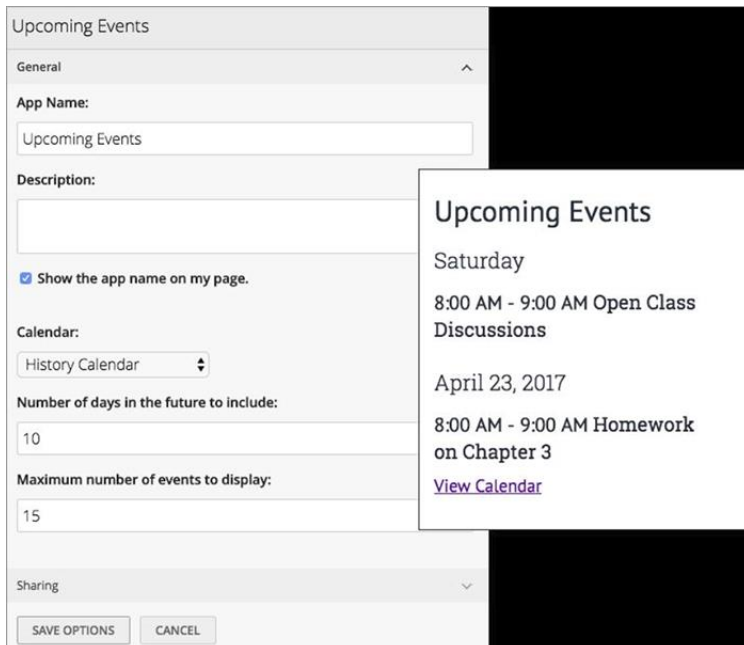 Upcoming Events
General
App Name:
Upcoming Events
Description:
Show the app name on my page.
Calendar:
History Calendar
Number of days in the future to include:
10
Maximum number of events to display:
15
Sharing
SAVE OPTIONS
CANCEL
Upcoming Events
Saturday
8:00 AM - 9:00 AM Open Class
Discussions
April 23, 2017
8:00 AM - 9:00 AM Homework
on Chapter 3
View Calendar